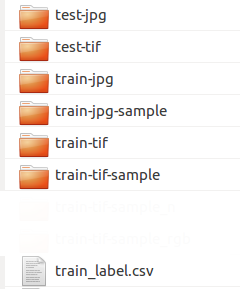 test-jpg
test-tif
train-jpg
train-jpg-sample
train-tif
train-tif-sample
train_label.csv